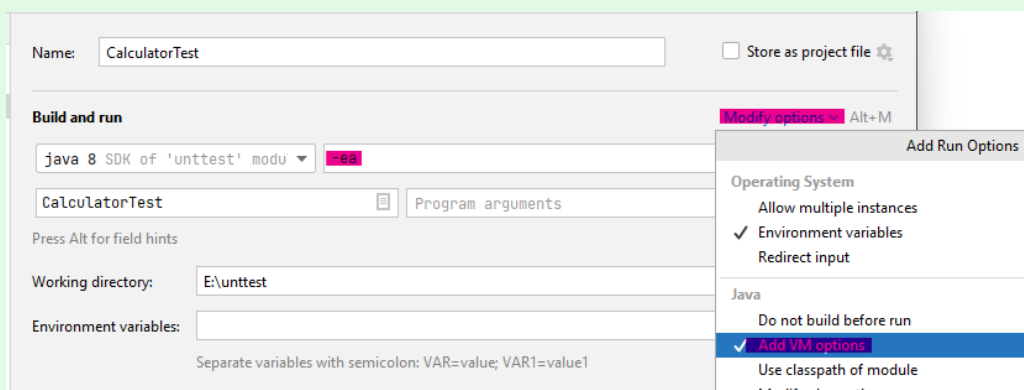 Name: CalculatorTest Store as project file
Build and run Modify options Alt+M
java 8 SDK of 'unttest' modu -ea
CalculatorTest Program arguments
Press Alt for field hints
Working directory: E:\unttest
Environment variables:
Separate variables with semicolon: VAR=value; VAR1=value1
Add Run Options
Operating System
Allow multiple instances
Environment variables
Redirect input
Java
Do not build before run
Add VM options
Use classpath of module